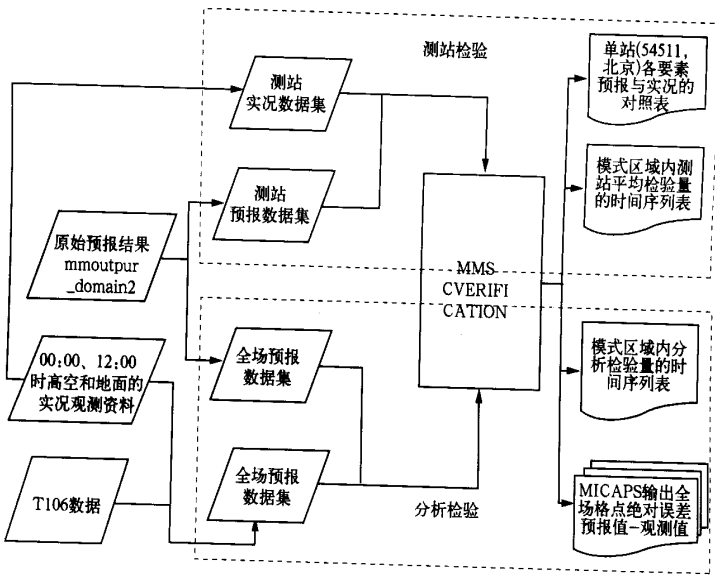 测站检验
测站
实况数据集
测站
预报数据集
原始预报结果
mmoutpur
_domain2
00:00、12:00
时高空和地面的
实况观测资料
T106数据
全场预报
数据集
全场预报
数据集
分析检验
MMS
CVERIFI
CATION
单站(54511,
北京)各要素
预报与实况的
对照表
模式区域内测
站平均检验量
的时间序列表
模式区域内分
析检验量的时
间序列表
MICAPS输出全
场格点绝对误差
预报值-观测值